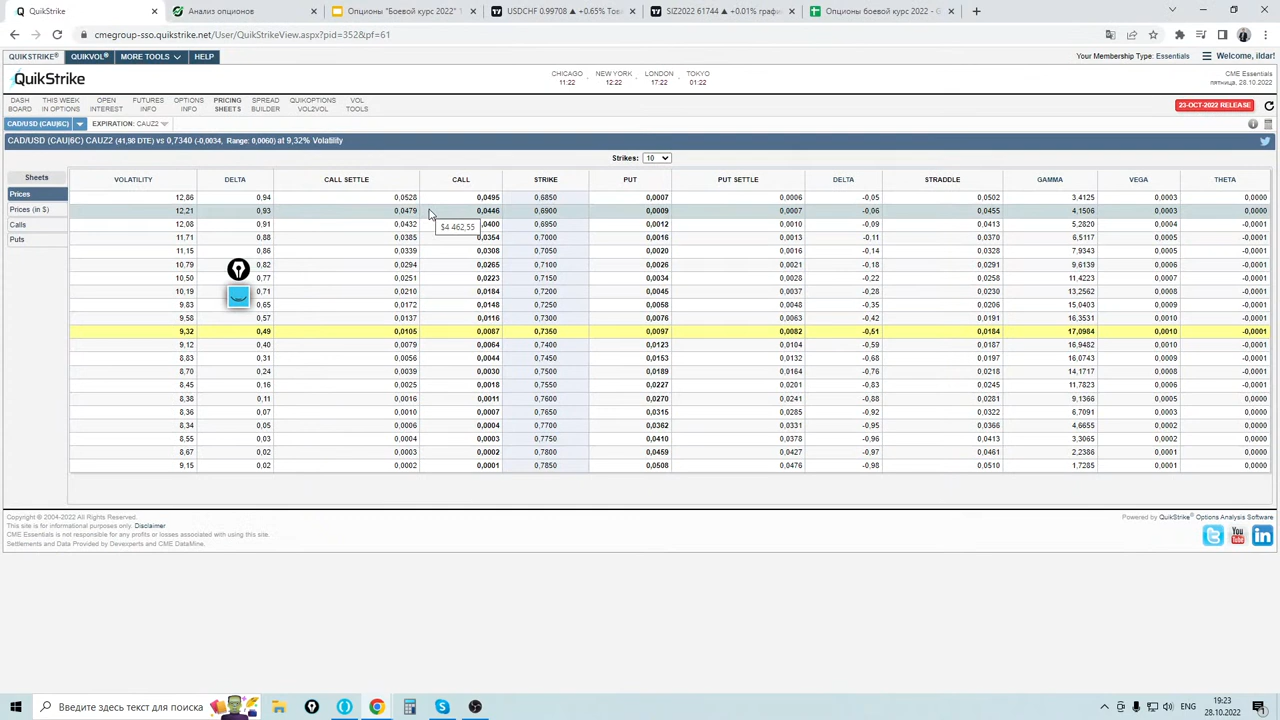 QuikStrike
Анализ опционов
Опционы "Боевой курс 2022"
USDCHF 0.99708 ▲ +0.65% Тов
SIZ2022 61744 ▲ +0.01% график
Опционы боевой курс 2022 - G
cmegroup-sso.quikstrike.net/User/QuikStrikeView.aspx?pid=352&pf=61
QUIKSTRIKE® QUIKVOL® MORE TOOLS HELP
Your Membership Type: Essentials Welcome, ildar!
QuikStrike
CHICAGO NEW YORK LONDON TOKYO
11:22 12:22 17:22 01:22
CME Essentials
пятница, 28.10.2022
DASH BOARD
THIS WEEK IN OPTIONS
OPEN INTEREST
FUTURES INFO
OPTIONS INFO
PRICING SHEETS
SPREAD BUILDER
QUIKOPTIONS VOL2VOL
VOL TOOLS
23-OCT-2022 RELEASE
CAD/USD (CAU|6C) EXPIRATION: CAUZ2
CAD/USD (CAU|6C) CAUZ2 (41,98 DTE) vs 0,7340 (-0,0034, Range: 0,0060) at 9,32% Volatility
Strikes: 10
Sheets
Prices
Prices (in $)
Calls
Puts
VOLATILITY DELTA CALL SETTLE CALL STRIKE PUT PUT SETTLE DELTA STRADDLE GAMMA VEGA THETA
12,86 0,94 0,0528 0,0495 0,6850 0,0007 0,0006 -0,05 0,0502 3,4125 0,0003 0,0000
12,21 0,93 0,0479 0,0446 0,6900 0,0009 0,0007 -0,06 0,0455 4,1506 0,0003 0,0000
12,08 0,91 0,0432 ,0400 0,6950 0,0012 0,0010 -0,09 0,0413 5,2820 0,0004 0,0000
$4 462,55
11,71 0,88 0,0385 0,0354 0,7000 0,0016 0,0013 -0,11 0,0370 6,5117 0,0005 0,0000
11,15 0,86 0,0339 0,0308 0,7050 0,0020 0,0016 -0,14 0,0328 7,9343 0,0006 0,0000
10,79 0,82 0,0294 0,0265 0,7100 0,0026 0,0021 -0,18 0,0291 9,6139 0,0006 -0,0001
10,50 0,77 0,0251 0,0223 0,7150 0,0034 0,0028 -0,22 0,0258 11,4223 0,0007 -0,0001
10,19 0,71 0,0210 0,0184 0,7200 0,0045 0,0037 -0,28 0,0230 13,2562 0,0008 -0,0001
9,83 0,65 0,0172 0,0148 0,7250 0,0058 0,0048 -0,35 0,0206 15,0403 0,0009 -0,0001
9,58 0,57 0,0137 0,0116 0,7300 0,0076 0,0063 -0,42 0,0191 16,3531 0,0010 -0,0001
9,32 0,49 0,0105 0,0087 0,7350 0,0097 0,0082 -0,51 0,0184 17,0984 0,0010 -0,0001
9,12 0,40 0,0079 0,0064 0,7400 0,0123 0,0104 -0,59 0,0187 16,9482 0,0010 -0,0001
8,83 0,31 0,0056 0,0044 0,7450 0,0153 0,0132 -0,68 0,0197 16,0743 0,0009 -0,0001
8,70 0,24 0,0039 0,0030 0,7500 0,0189 0,0164 -0,76 0,0219 14,1717 0,0008 -0,0001
8,45 0,16 0,0025 0,0018 0,7550 0,0227 0,0201 -0,83 0,0245 11,7823 0,0006 -0,0001
8,38 0,11 0,0016 0,0011 0,7600 0,0270 0,0241 -0,88 0,0281 9,1366 0,0005 -0,0001
8,36 0,07 0,0010 0,0007 0,7650 0,0315 0,0285 -0,92 0,0322 6,7091 0,0004 0,0000
8,34 0,05 0,0006 0,0004 0,7700 0,0362 0,0331 -0,95 0,0366 4,6655 0,0002 0,0000
8,55 0,03 0,0004 0,0003 0,7750 0,0410 0,0378 -0,96 0,0413 3,3065 0,0002 0,0000
8,67 0,02 0,0003 0,0002 0,7800 0,0459 0,0427 -0,97 0,0461 2,2386 0,0001 0,0000
9,15 0,02 0,0002 0,0001 0,7850 0,0508 0,0476 -0,98 0,0510 1,7285 0,0001 0,0000
Copyright © 2004-2022 All Rights Reserved.
This site is for informational purposes only. Disclaimer
CME Essentials is not responsible for any profits or losses associated with using this site.
Settlements and Data Provided by Devexperts and CME DataMine.
Powered by QuikStrike® Options Analysis Software
You Tube
in
Введите здесь текст для поиска
ENG
19:23
28.10.2022